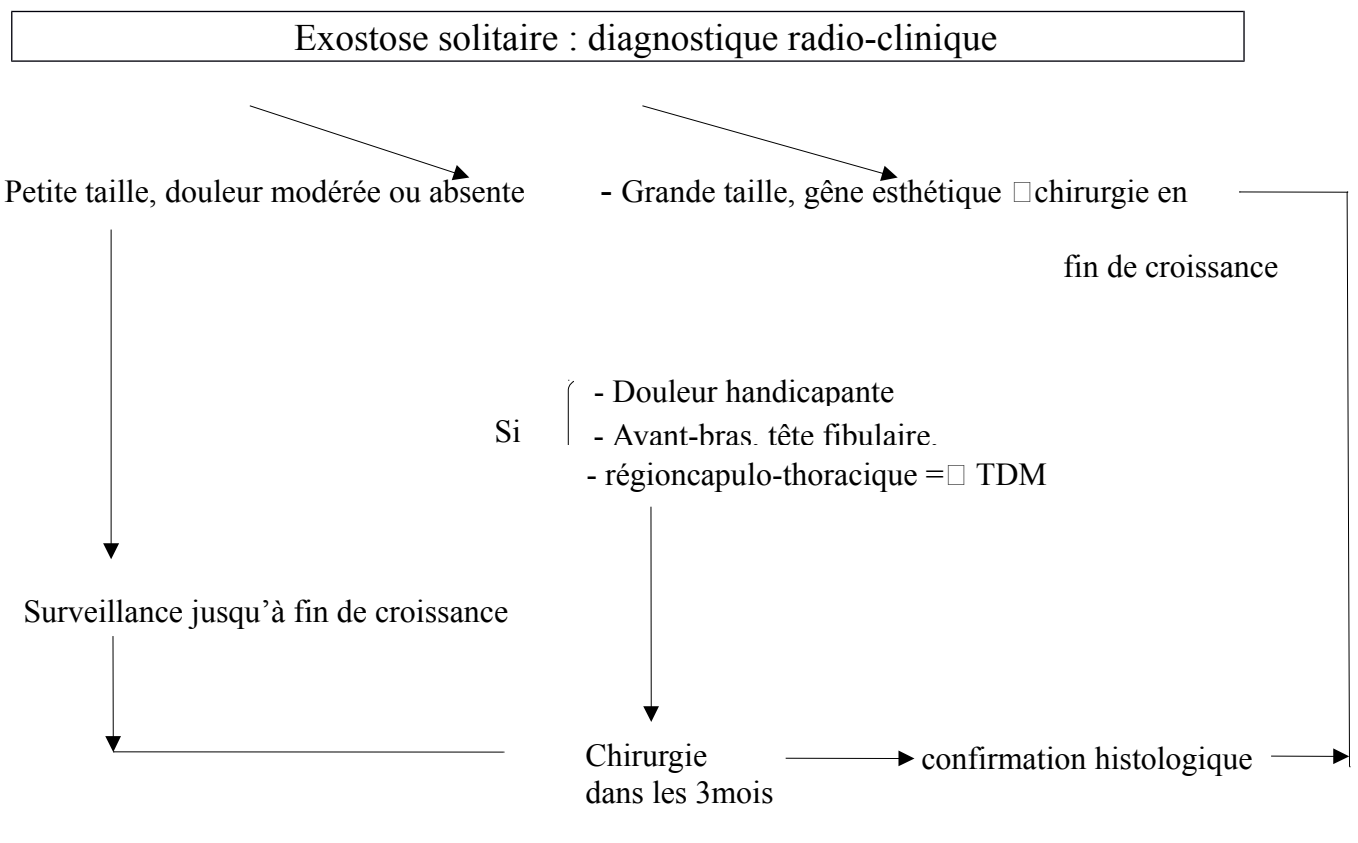 Exostose solitaire : diagnostique radio-clinique
Petite taille, douleur modérée ou absente
- Grande taille, gêne esthétique □chirurgie en
fin de croissance
Si
- Douleur handicapante
- Avant-bras, tête fibulaire,
- régioncapulo-thoracique =□ TDM
Surveillance jusqu’à fin de croissance
Chirurgie
dans les 3mois
confirmation histologique